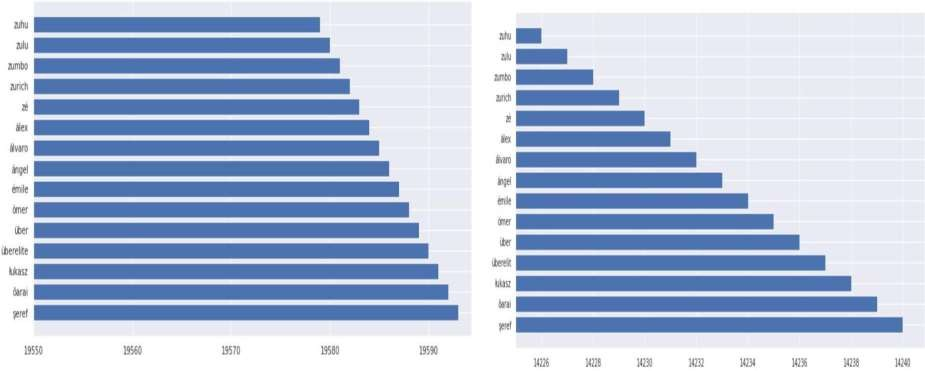 zuhu
zulu
zumbo
zurich
zé
álex
álvaro
ángel
émile
ömer
über
überelite
łukasz
ōarai
şeref
19550 19560 19570 19580 19590
zuhu
zulu
zumbo
zurich
zé
álex
álvaro
ángel
émile
ömer
über
überelit
łukasz
ōarai
şeref
14226 14228 14230 14232 14234 14236 14238 14240